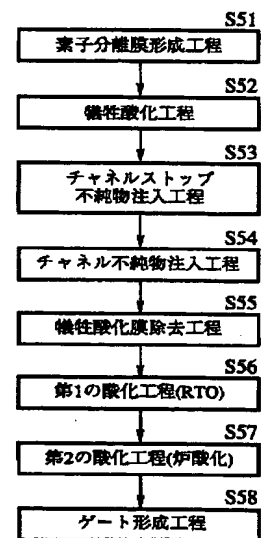 S51
素子分離膜形成工程
S52
犠牲酸化工程
S53
チャネルストップ
不純物注入工程
S54
チャネル不純物注入工程
S55
犠牲酸化膜除去工程
S56
第1の酸化工程(RTO)
S57
第2の酸化工程(炉酸化)
S58
ゲート形成工程